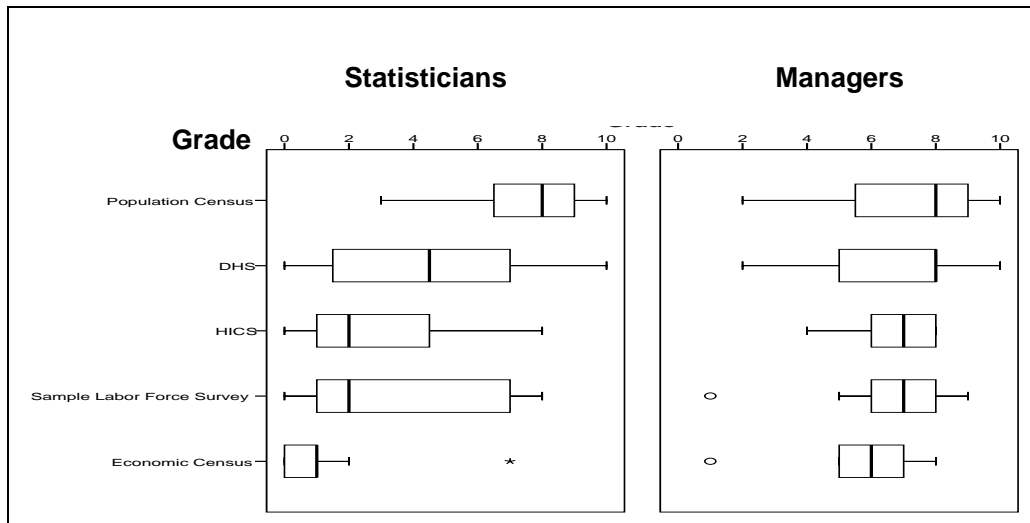 Statisticians Managers
Grade
Grade 0 2 4 6 8 10 0 2 4 6 8 10
Population Census
DHS
HICS
Sample Labor Force Survey
Economic Census